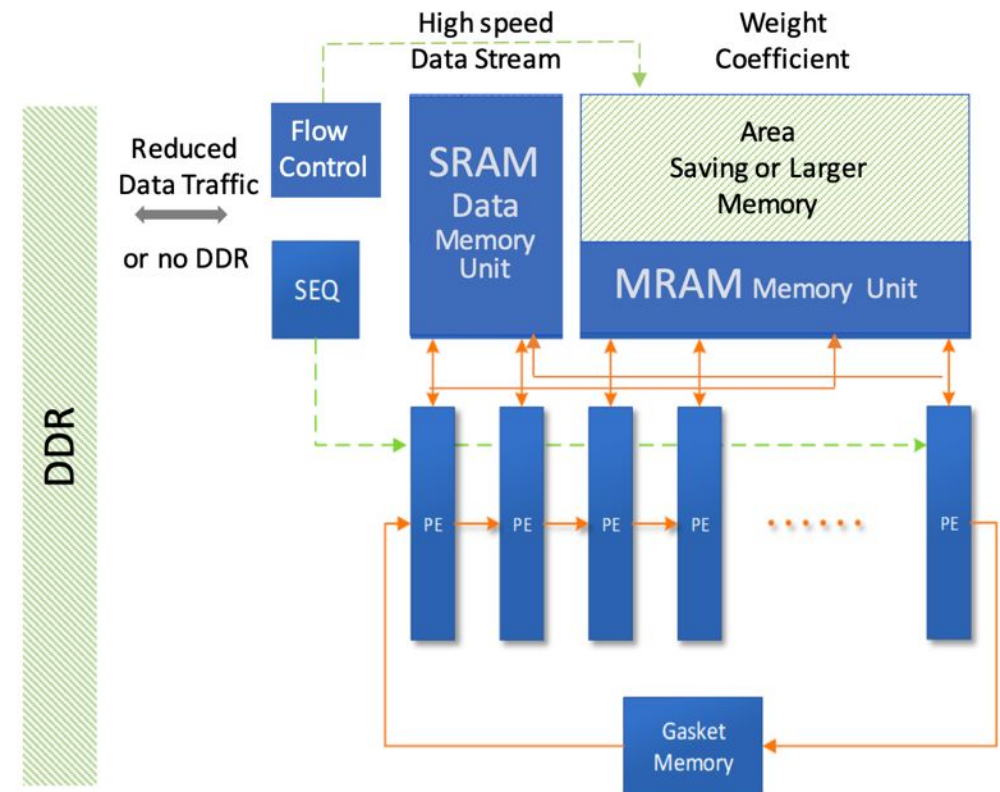 High speed
Data Stream
Weight
Coefficient
DDR
Reduced
Data Traffic
or no DDR
Flow
Control
SEQ
SRAM
Data
Memory
Unit
Area
Saving or Larger
Memory
MRAM Memory Unit
PE
PE
PE
PE
PE
Gasket
Memory